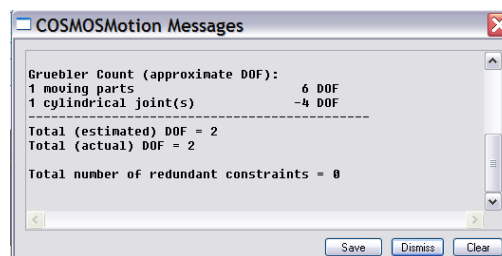 COSMOSMotion Messages
Gruebler Count (approximate DOF):
1 moving parts 6 DOF
1 cylindrical joint(s) -4 DOF
--------------------------------------------
Total (estimated) DOF = 2
Total (actual) DOF = 2
Total number of redundant constraints = 0
Save Dismiss Clear